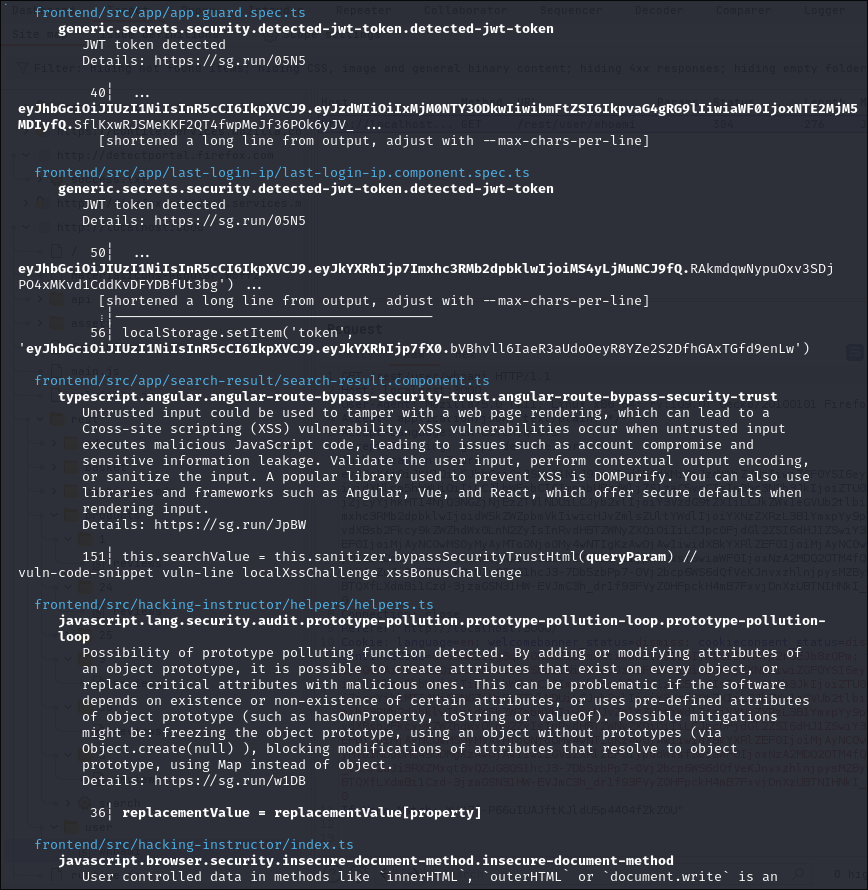 frontend/src/app/app.guard.spec.ts
generic.secrets.security.detected-jwt-token.detected-jwt-token
JWT token detected
Details: https://sg.run/05N5
40┆ ...
eyJhbGciOiJIUzI1NiIsInR5cCI6IkpXVCJ9.eyJzdWIiOiIxMjM0NTY3ODkwIiwibmFtZSI6IkpvaG4gRG9lIiwiaWF0IjoxNTE2MjM5
MDIyfQ.SflKxwRJSMeKKF2QT4fwpMeJf36POk6yJV_ ...
[shortened a long line from output, adjust with --max-chars-per-line]
frontend/src/app/last-login-ip/last-login-ip.component.spec.ts
generic.secrets.security.detected-jwt-token.detected-jwt-token
JWT token detected
Details: https://sg.run/05N5
50┆ ...
eyJhbGciOiJIUzI1NiIsInR5cCI6IkpXVCJ9.eyJkYXRhIjp7Imxhc3RMb2dpbklwIjoiMS4yLjMuNCJ9fQ.RAkmdqwNypuOxv3SDj
PO4xMKvd1CddKvDFYDBfUt3bg') ...
[shortened a long line from output, adjust with --max-chars-per-line]
56┆ localStorage.setItem('token',
'eyJhbGciOiJIUzI1NiIsInR5cCI6IkpXVCJ9.eyJkYXRhIjp7fX0.bVBhvll6IaeR3aUdoOeyR8YZe2S2DfhGAxTGfd9enLw')
frontend/src/app/search-result/search-result.component.ts
typescript.angular.angular-route-bypass-security-trust.angular-route-bypass-security-trust
Untrusted input could be used to tamper with a web page rendering, which can lead to a
Cross-site scripting (XSS) vulnerability. XSS vulnerabilities occur when untrusted input
executes malicious JavaScript code, leading to issues such as account compromise and
sensitive information leakage. Validate the user input, perform contextual output encoding,
or sanitize the input. A popular library used to prevent XSS is DOMPurify. You can also use
libraries and frameworks such as Angular, Vue, and React, which offer secure defaults when
rendering input.
Details: https://sg.run/JpBW
151┆ this.searchValue = this.sanitizer.bypassSecurityTrustHtml(queryParam) //
vuln-code-snippet vuln-line localXssChallenge xssBonusChallenge
frontend/src/hacking-instructor/helpers/helpers.ts
javascript.lang.security.audit.prototype-pollution.prototype-pollution-loop.prototype-pollution-
loop
Possibility of prototype polluting function detected. By adding or modifying attributes of
an object prototype, it is possible to create attributes that exist on every object, or
replace critical attributes with malicious ones. This can be problematic if the software
depends on existence or non-existence of certain attributes, or uses pre-defined attributes
of object prototype (such as hasOwnProperty, toString or valueOf). Possible mitigations
might be: freezing the object prototype, using an object without prototypes (via
Object.create(null) ), blocking modifications of attributes that resolve to object
prototype, using Map instead of object.
Details: https://sg.run/w1DB
36┆ replacementValue = replacementValue[property]
frontend/src/hacking-instructor/index.ts
javascript.browser.security.insecure-document-method.insecure-document-method
User controlled data in methods like `innerHTML`, `outerHTML` or `document.write` is an